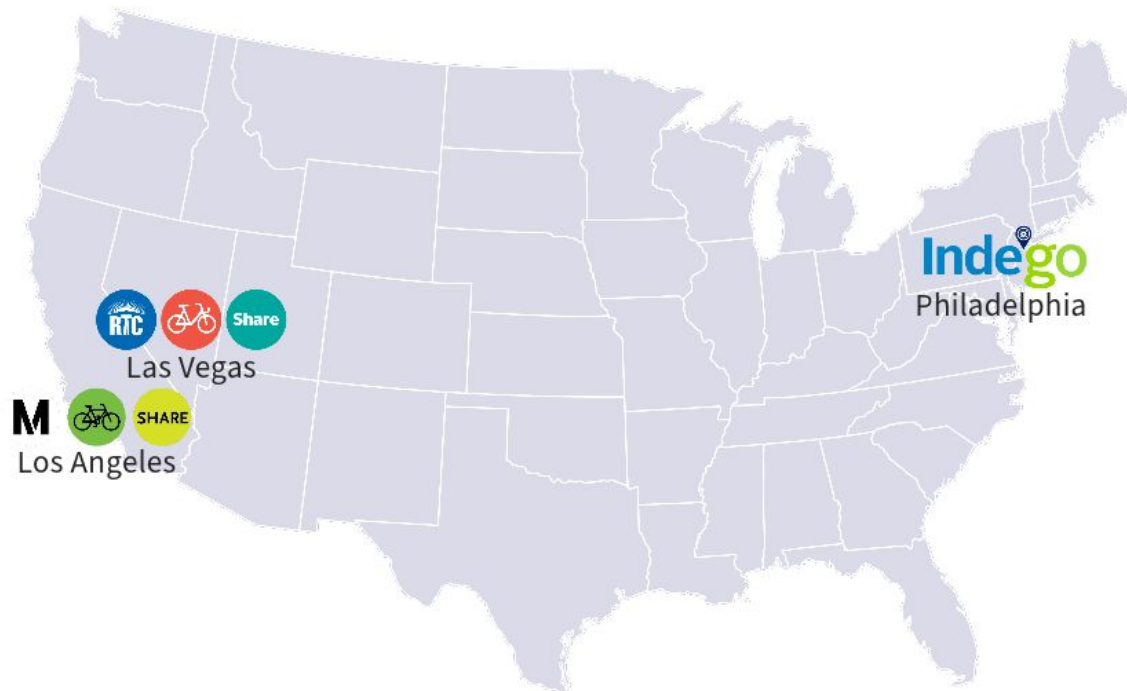 Indego
Philadelphia
RTC Share
Las Vegas
M SHARE
Los Angeles